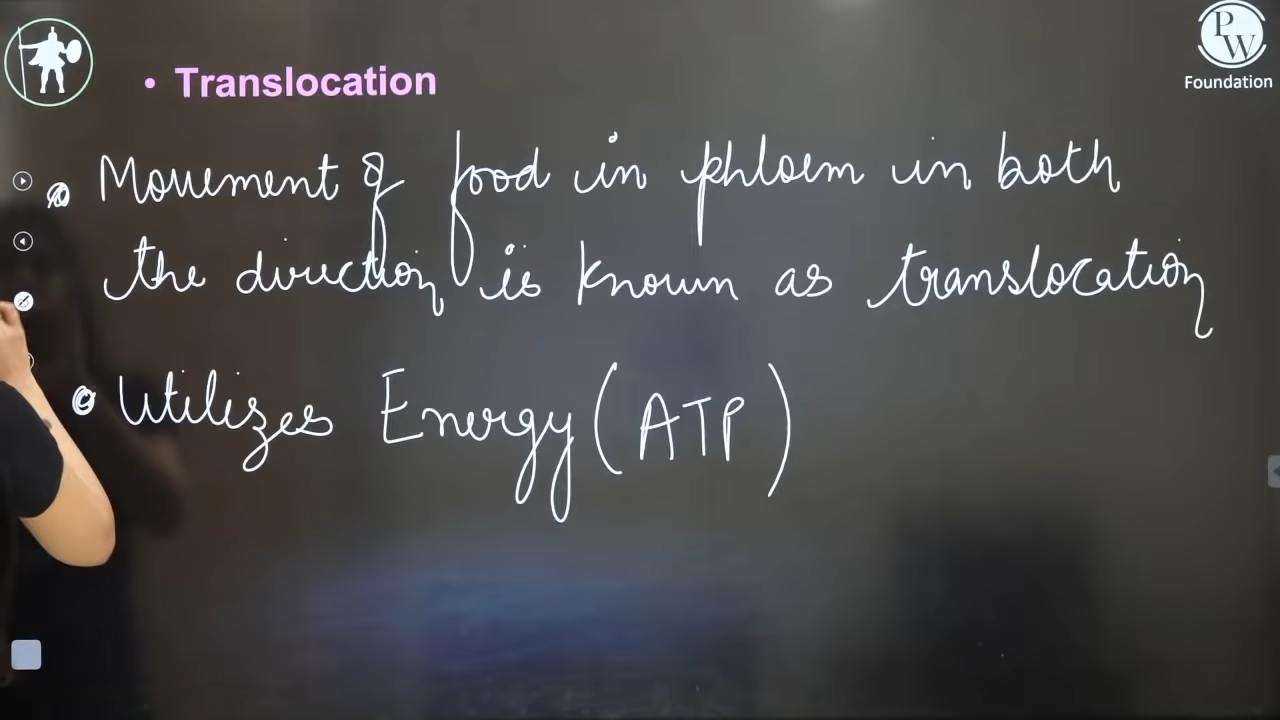 PW
Foundation
• Translocation
Movement of food in phloem in both
the direction is known as translocation
Utilizes Energy (ATP)